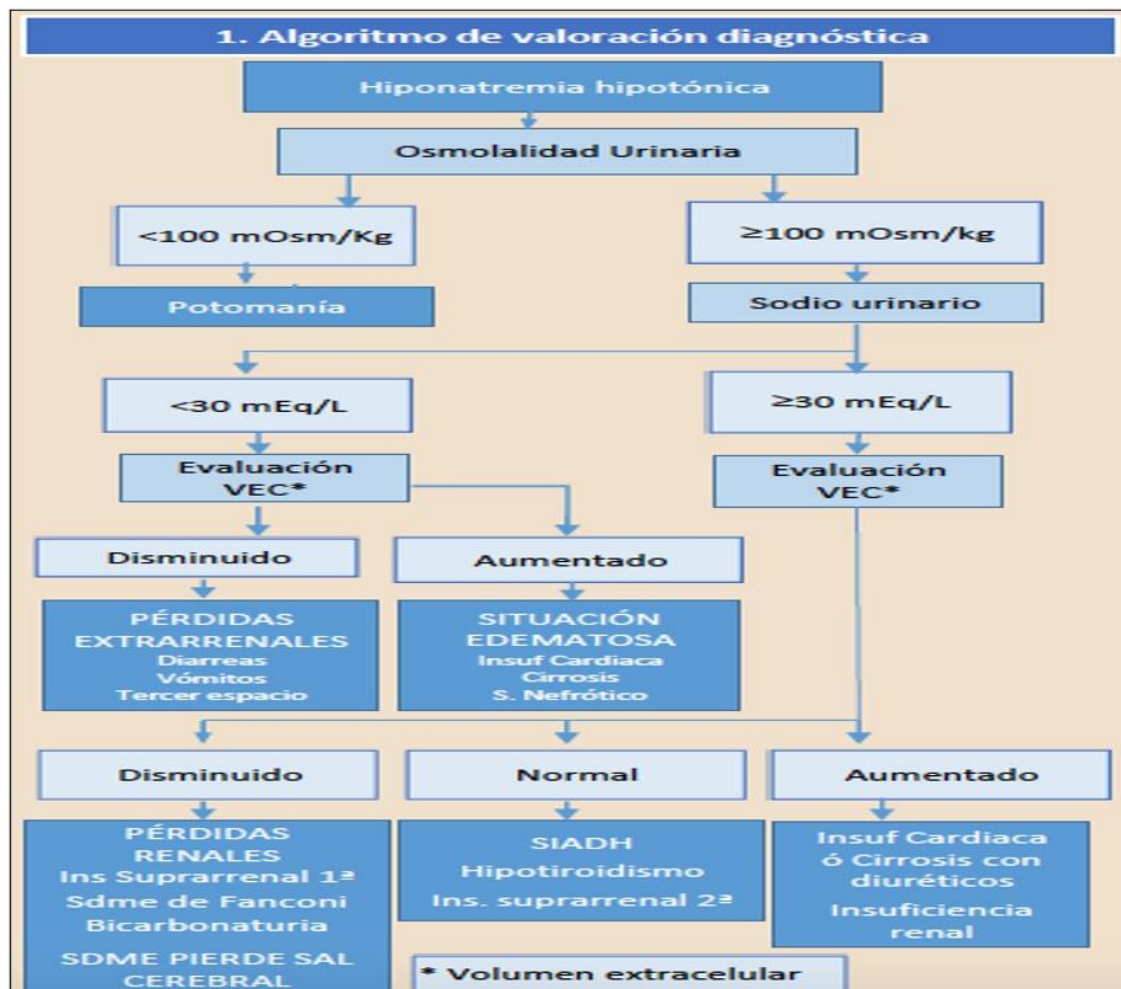 1. Algoritmo de valoración diagnóstica
Hiponatremia hipotónica
Osmolalidad Urinaria
<100 mOsm/Kg
≥100 mOsm/kg
Potomanía
Sodio urinario
<30 mEq/L
≥30 mEq/L
Evaluación
VEC*
Evaluación
VEC*
Disminuido
Aumentado
PÉRDIDAS
EXTRARRENALES
Diarreas
Vómitos
Tercer espacio
SITUACIÓN
EDEMATOSA
Insuf Cardiaca
Cirrosis
S. Nefrótico
Disminuido
Normal
Aumentado
PÉRDIDAS
RENALES
Ins Suprarrenal 1ª
Sdme de Fanconi
Bicarbonaturia
SDME PIERDE SAL
CEREBRAL
SIADH
Hipotiroidismo
Ins. suprarrenal 2ª
Insuf Cardiaca
ó Cirrosis con
diuréticos
Insuficiencia
renal
* Volumen extracelular